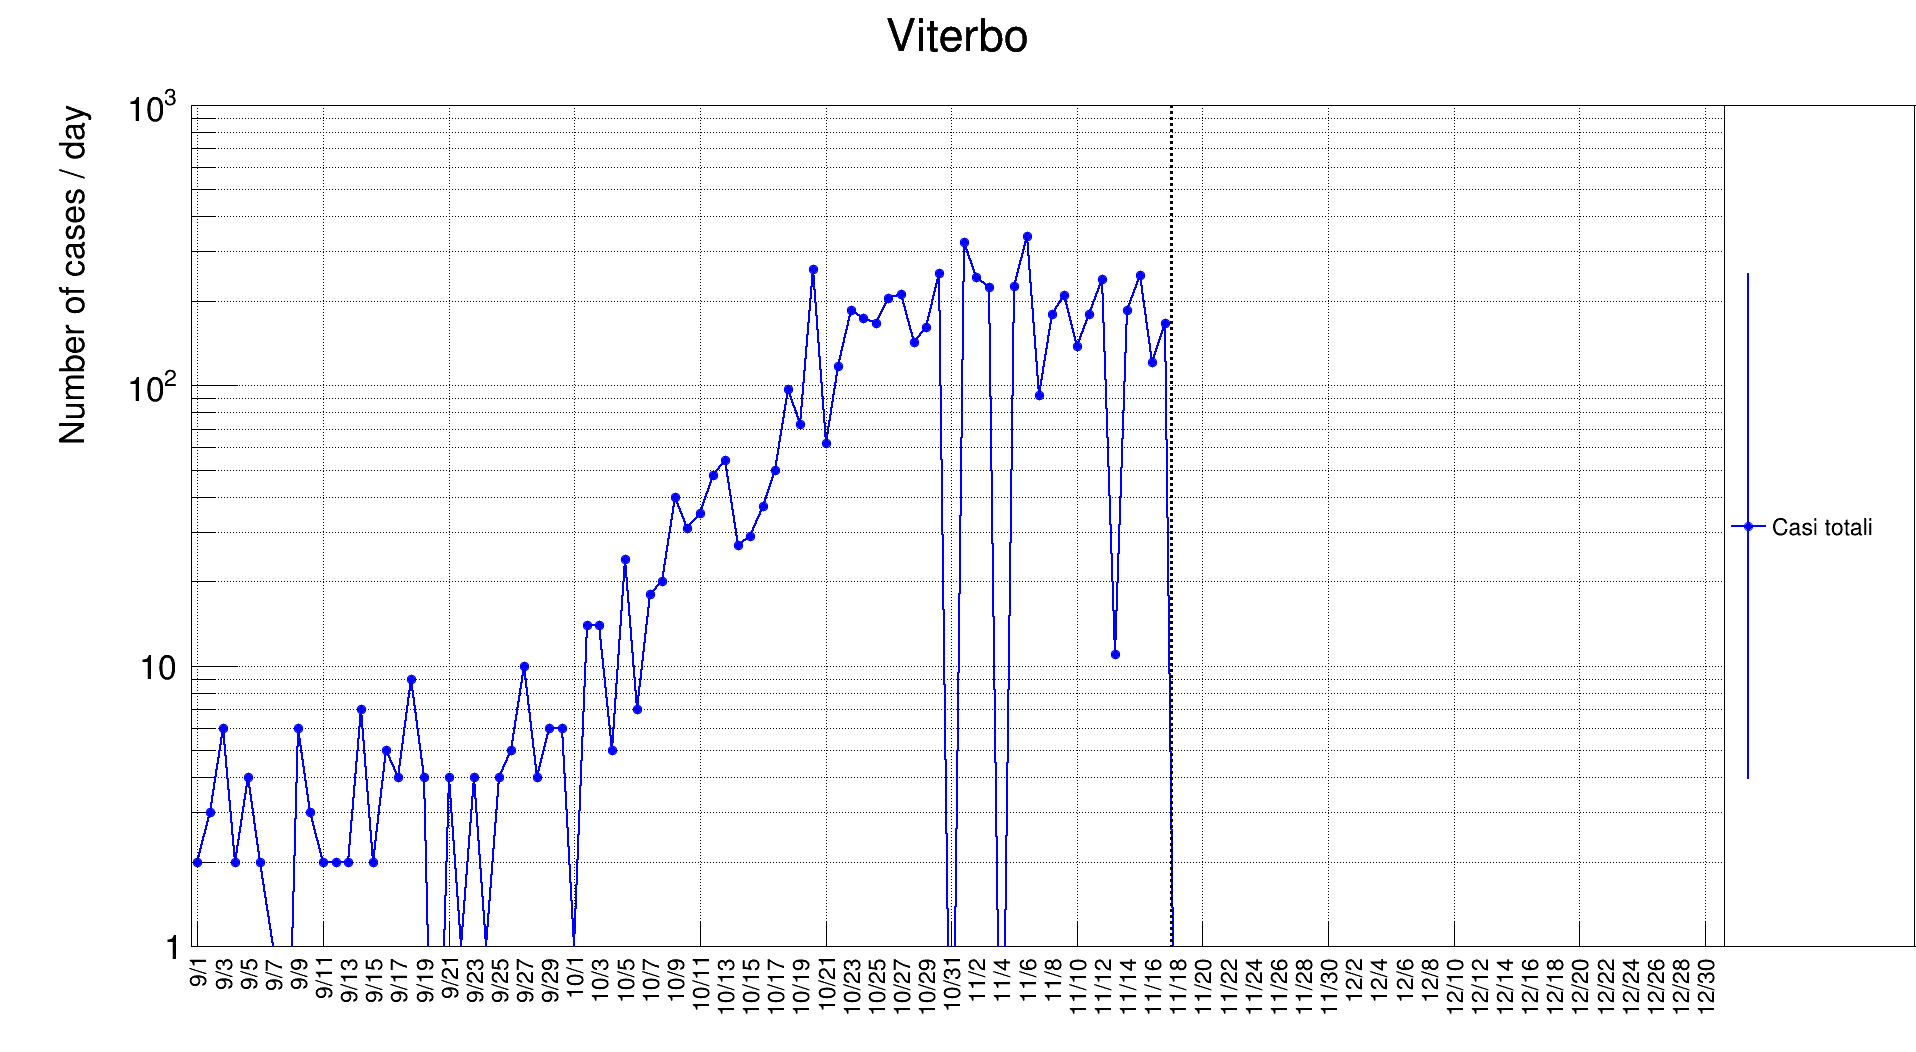 Viterbo
Number of cases / day
10³
10²
10
1
9/1 9/3 9/5 9/7 9/9 9/11 9/13 9/15 9/17 9/19 9/21 9/23 9/25 9/27 9/29 10/1 10/3 10/5 10/7 10/9 10/11 10/13 10/15 10/17 10/19 10/21 10/23 10/25 10/27 10/29 10/31 11/2 11/4 11/6 11/8 11/10 11/12 11/14 11/16 11/18 11/20 11/22 11/24 11/26 11/28 11/30 12/2 12/4 12/6 12/8 12/10 12/12 12/14 12/16 12/18 12/20 12/22 12/24 12/26 12/28 12/30
Casi totali